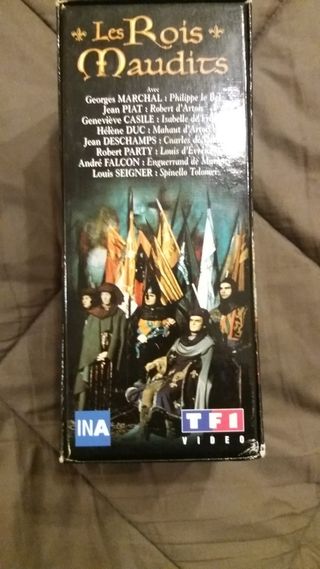 Les Rois
Maudits
Avec
Georges MARCHAL : Philippe le Bel
Jean PIAT : Robert d'Artois
Geneviève CASILE : Isabelle de
Hélène DUC : Mahaut d'Artois
Jean DESCHAMPS : Charles de
Robert PARTY : Louis d'Évreux
André FALCON : Enguerrand de
Louis SEIGNER : Spinello Tolomei
INA
TF1
VIDEO